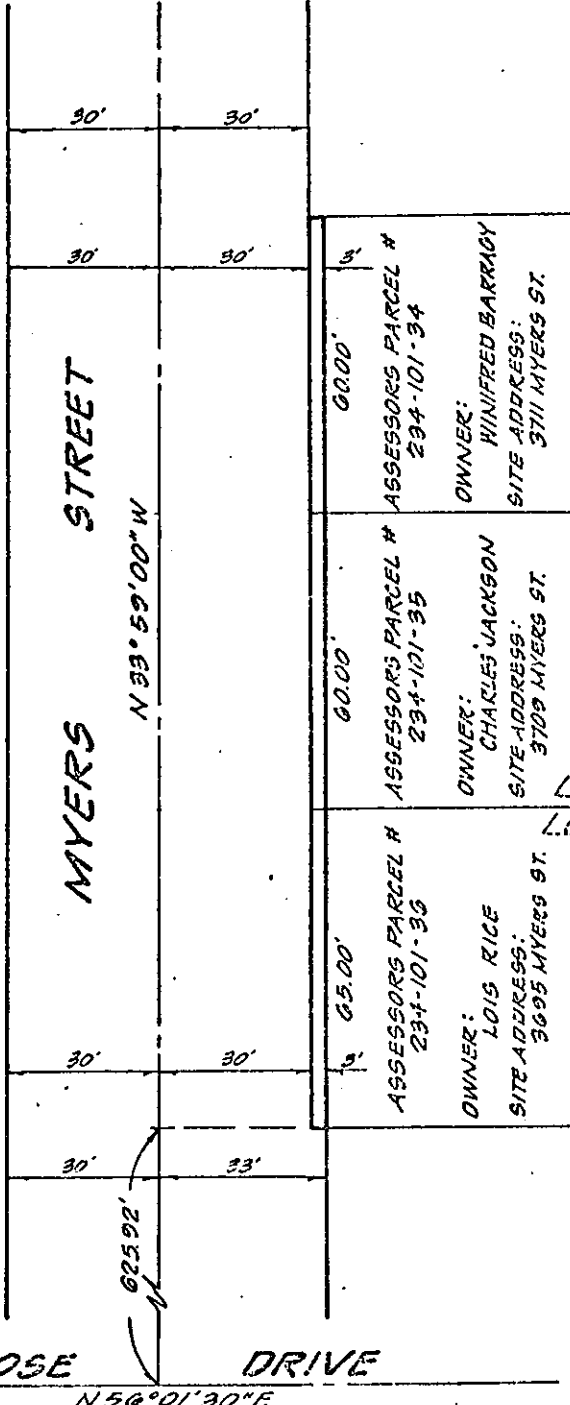 30' 30'
30' 30' 3'
MYERS STREET
N 33° 59' 00" W
60.00'
ASSESSORS PARCEL #
234-101-34
OWNER:
WINIFRED BARRAGY
SITE ADDRESS:
3711 MYERS ST.
60.00'
ASSESSORS PARCEL #
234-101-35
OWNER:
CHARLES JACKSON
SITE ADDRESS:
3709 MYERS ST.
65.00'
ASSESSORS PARCEL #
234-101-36
OWNER:
LOIS RICE
SITE ADDRESS:
3695 MYERS ST.
30' 30' 3'
30' 33'
625.92'
OSE DRIVE
N 56° 01' 30" E